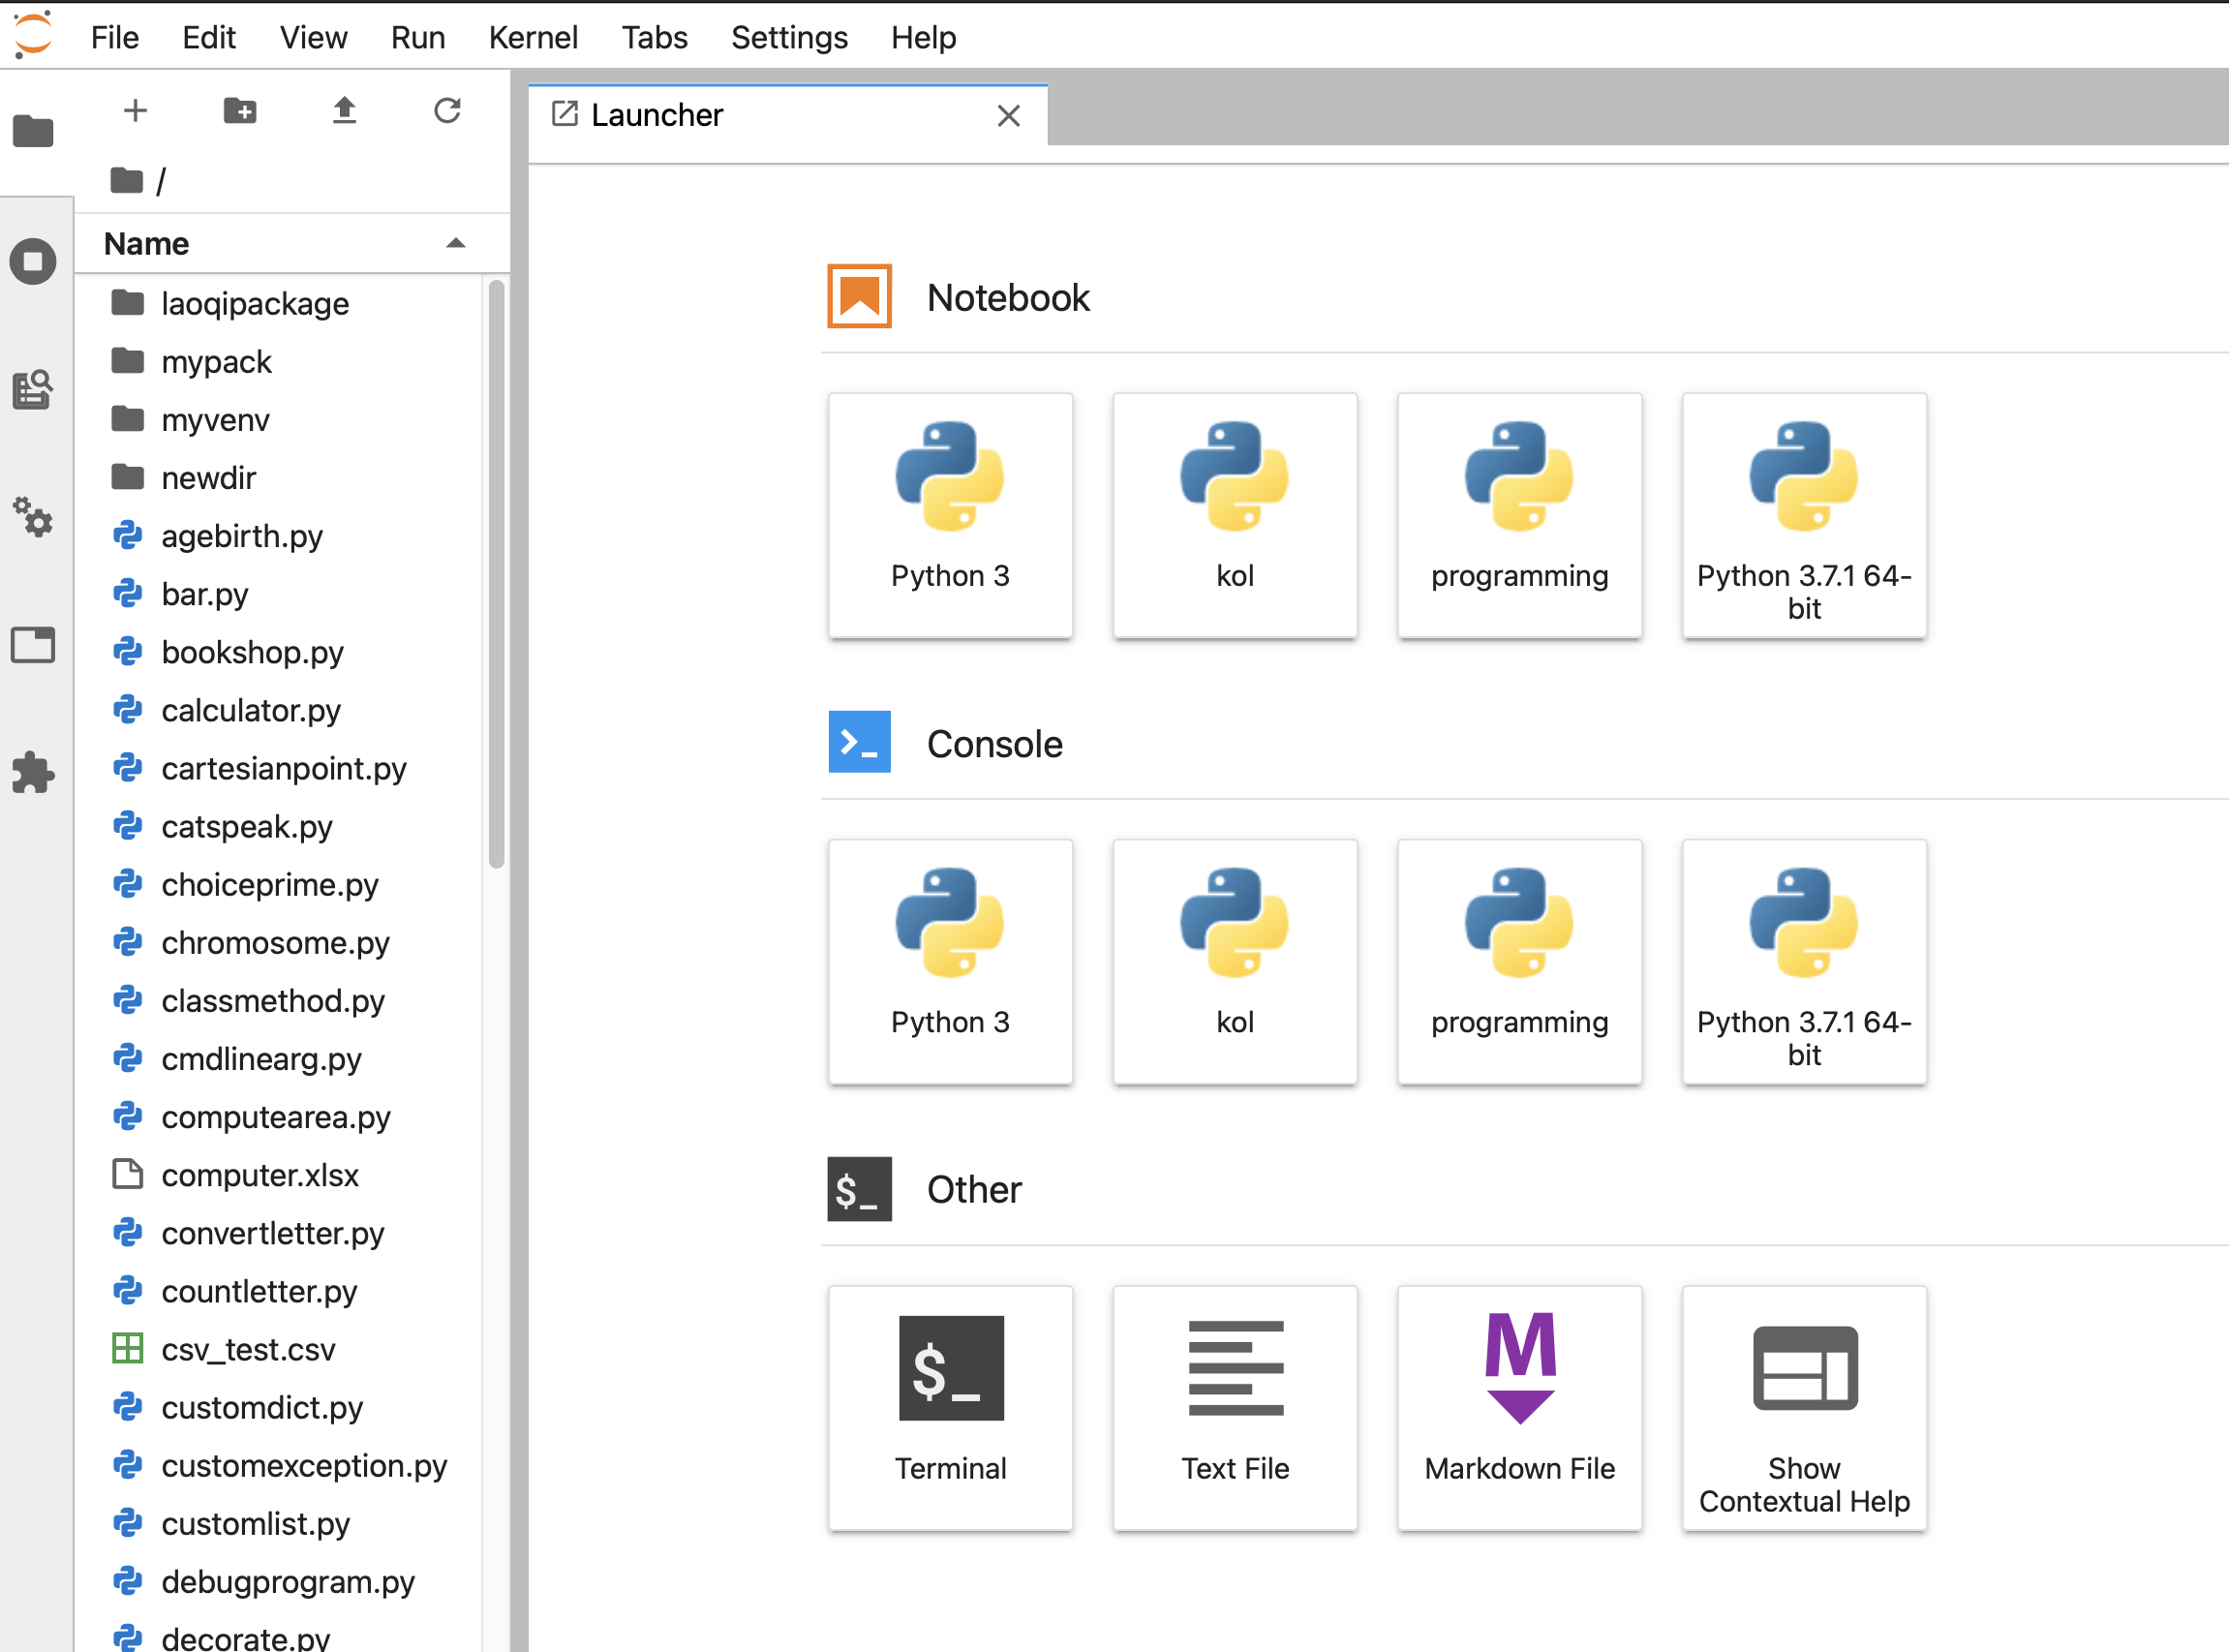 File Edit View Run Kernel Tabs Settings Help
Launcher
/
Name
laoqipackage
mypack
myvenv
newdir
agebirth.py
bar.py
bookshop.py
calculator.py
cartesianpoint.py
catspeak.py
choiceprime.py
chromosome.py
classmethod.py
cmdlinearg.py
computearea.py
computer.xlsx
convertletter.py
countletter.py
csv_test.csv
customdict.py
customexception.py
customlist.py
debugprogram.py
decorate.py
Notebook
Python 3
kol
programming
Python 3.7.1 64-
bit
>_ Console
Python 3
kol
programming
Python 3.7.1 64-
bit
$_ Other
$_
Terminal
Text File
M
Markdown File
Show
Contextual Help